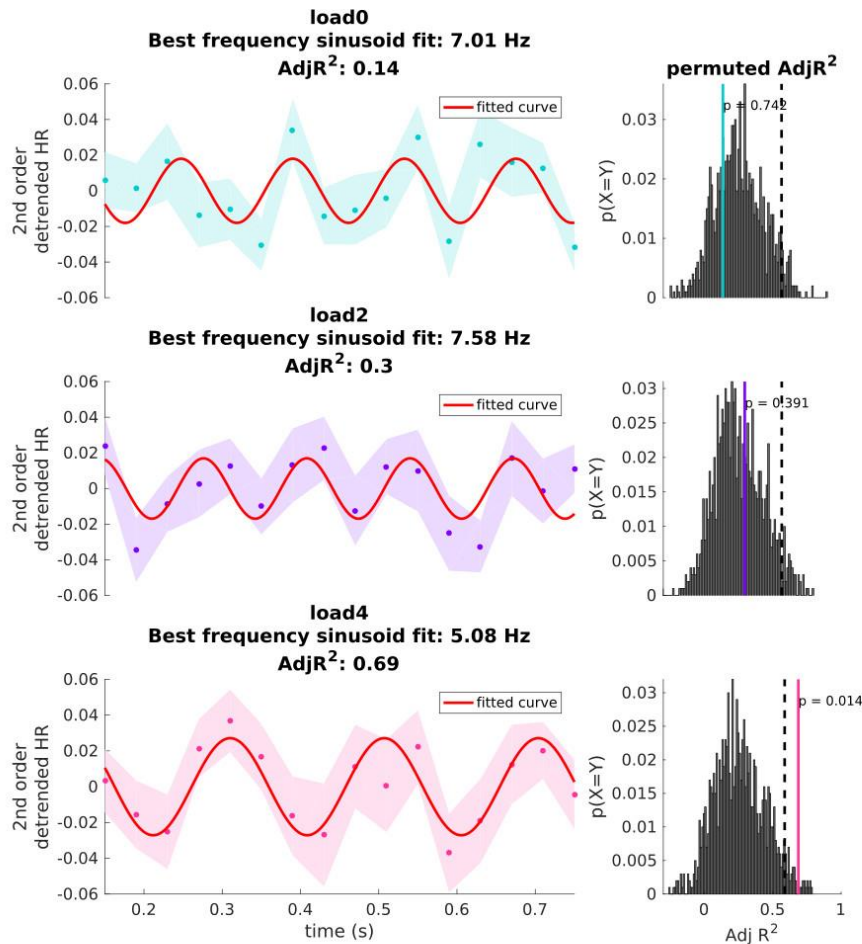 load0
Best frequency sinusoid fit: 7.01 Hz
AdjR²: 0.14
permuted AdjR²
0.06
0.04
0.02
0
-0.02
-0.04
-0.06
2nd order
detrended HR
fitted curve
p = 0.742
0.03
0.02
0.01
0
p(X=Y)
load2
Best frequency sinusoid fit: 7.58 Hz
AdjR²: 0.3
0.06
0.04
0.02
0
-0.02
-0.04
-0.06
2nd order
detrended HR
fitted curve
p = 0.391
0.03
0.025
0.02
0.015
0.01
0.005
0
p(X=Y)
load4
Best frequency sinusoid fit: 5.08 Hz
AdjR²: 0.69
0.06
0.04
0.02
0
-0.02
-0.04
-0.06
2nd order
detrended HR
fitted curve
0.2 0.3 0.4 0.5 0.6 0.7
time (s)
p = 0.014
0.03
0.025
0.02
0.015
0.01
0.005
0
p(X=Y)
0 0.5 1
Adj R²